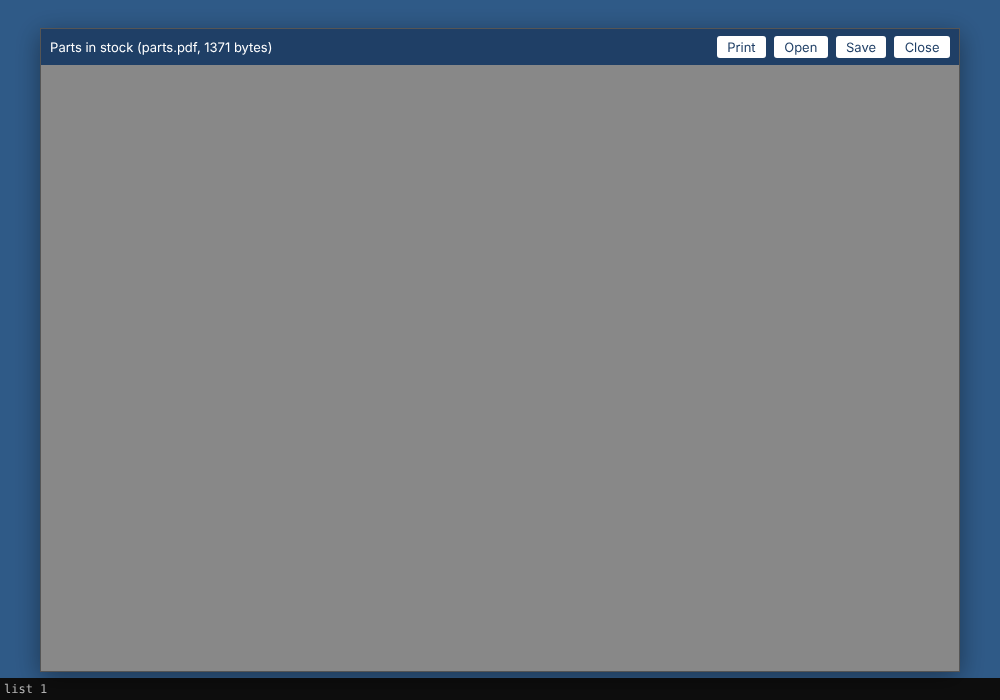 Parts in stock (parts.pdf, 1371 bytes)
Print
Open
Save
Close
list 1